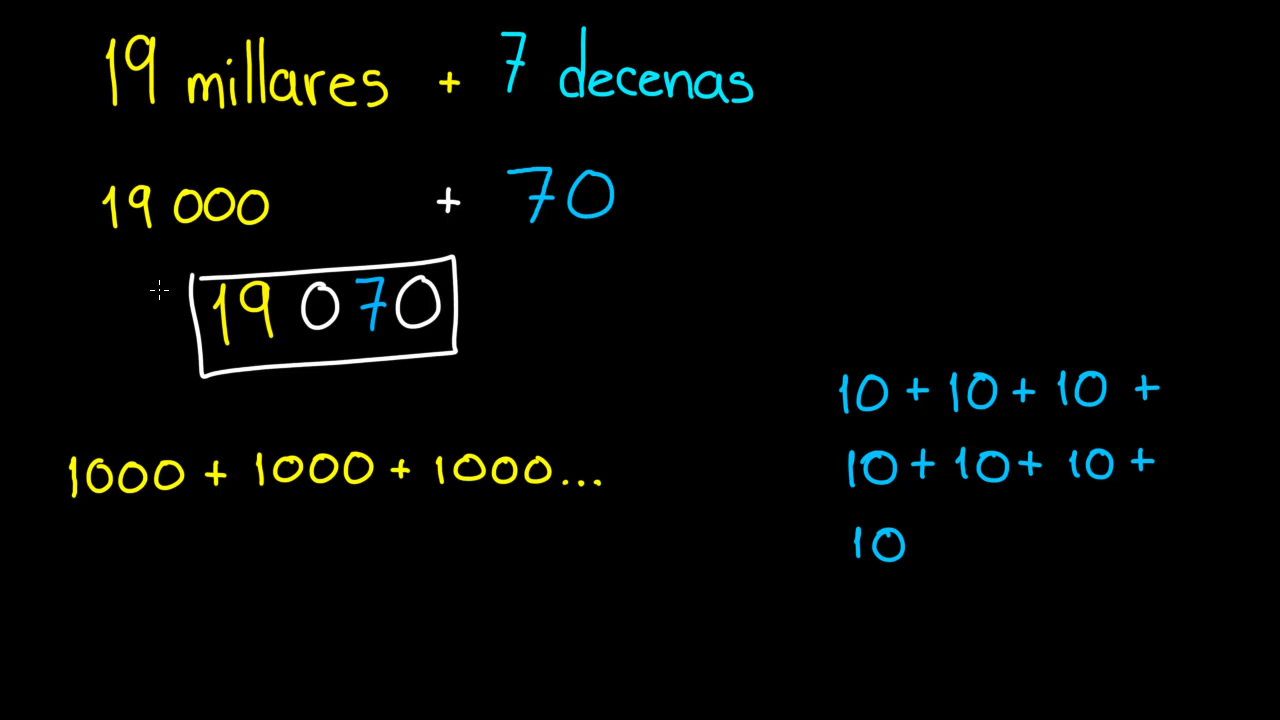 19 millares + 7 decenas
19 000 + 70
19 070
1000 + 1000 + 1000...
10 + 10 + 10 +
10 + 10 + 10 +
10